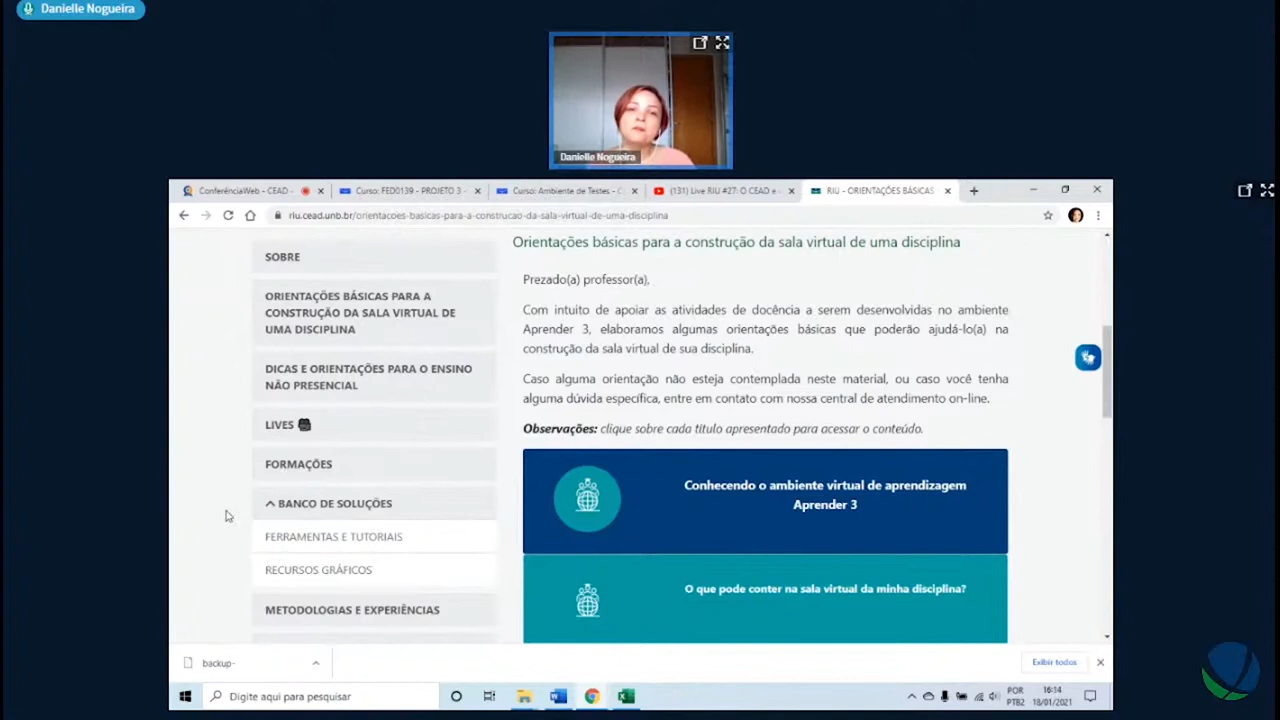 Danielle Nogueira
Danielle Nogueira
ConferênciaWeb - CEAD -
Curso: FED0139 - PROJETO 3 -
Curso: Ambiente de Testes - C
(131) Live RIU #27: O CEAD e
RIU - ORIENTAÇÕES BÁSICAS
riu.cead.unb.br/orientacoes-basicas-para-a-construcao-da-sala-virtual-de-uma-disciplina
SOBRE
ORIENTAÇÕES BÁSICAS PARA A
CONSTRUÇÃO DA SALA VIRTUAL DE
UMA DISCIPLINA
DICAS E ORIENTAÇÕES PARA O ENSINO
NÃO PRESENCIAL
LIVES
FORMAÇÕES
BANCO DE SOLUÇÕES
FERRAMENTAS E TUTORIAIS
RECURSOS GRÁFICOS
METODOLOGIAS E EXPERIÊNCIAS
Orientações básicas para a construção da sala virtual de uma disciplina
Prezado(a) professor(a),
Com intuito de apoiar as atividades de docência a serem desenvolvidas no ambiente
Aprender 3, elaboramos algumas orientações básicas que poderão ajudá-lo(a) na
construção da sala virtual de sua disciplina.
Caso alguma orientação não esteja contemplada neste material, ou caso você tenha
alguma dúvida específica, entre em contato com nossa central de atendimento on-line.
Observações: clique sobre cada título apresentado para acessar o conteúdo.
Conhecendo o ambiente virtual de aprendizagem
Aprender 3
O que pode conter na sala virtual da minha disciplina?
backup-
Exibir todos
Digite aqui para pesquisar
POR
PTB2
16:14
18/01/2021